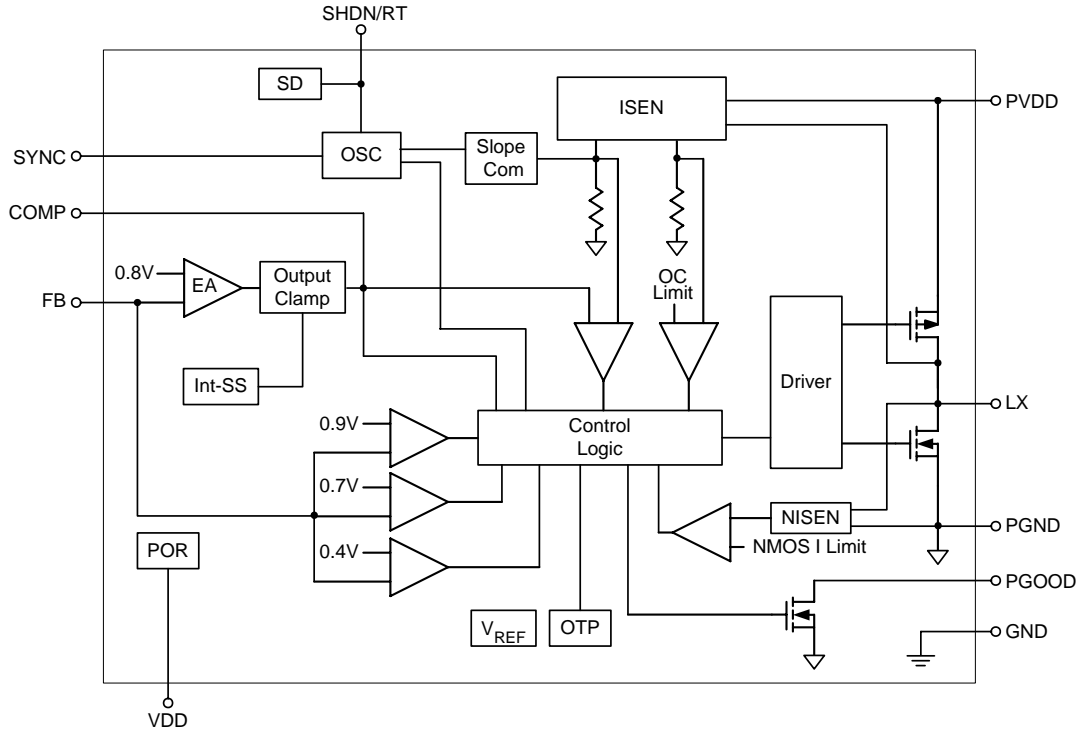 SHDN/RT
SD
ISEN
PVDD
SYNC
OSC
Slope
Com
COMP
0.8V
EA
Output
Clamp
OC
Limit
FB
Int-SS
Driver
LX
0.9V
Control
Logic
0.7V
NISEN
PGND
POR
0.4V
NMOS I Limit
PGOOD
VREF
OTP
GND
VDD